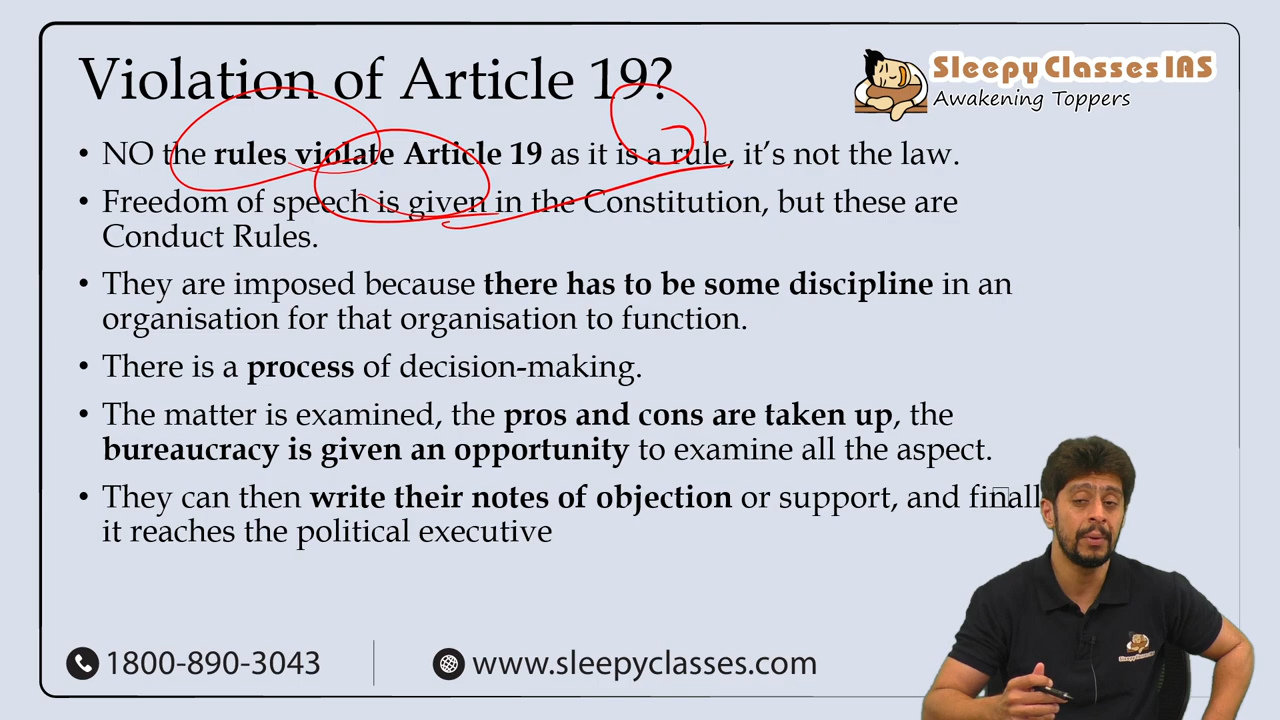 Violation of Article 19?
SleepyClasses IAS
Awakening Toppers
• NO the rules violate Article 19 as it is a rule, it's not the law.
• Freedom of speech is given in the Constitution, but these are
Conduct Rules.
• They are imposed because there has to be some discipline in an
organisation for that organisation to function.
• There is a process of decision-making.
• The matter is examined, the pros and cons are taken up, the
bureaucracy is given an opportunity to examine all the aspect.
• They can then write their notes of objection or support, and finall
it reaches the political executive
1800-890-3043
www.sleepyclasses.com
SleepyClasses